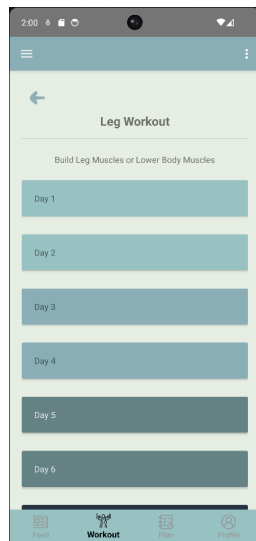 2:00
Leg Workout
Build Leg Muscles or Lower Body Muscles
Day 1
Day 2
Day 3
Day 4
Day 5
Day 6
Feed Workout Plan Profile